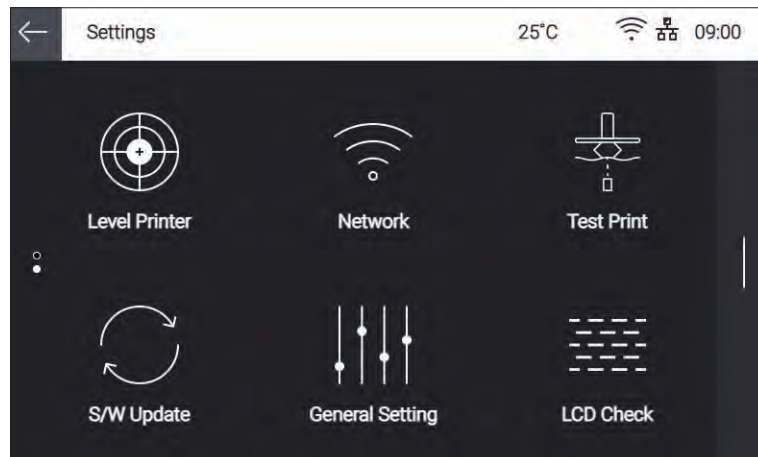 Settings 25°C 09:00
Level Printer Network Test Print
S/W Update General Setting LCD Check